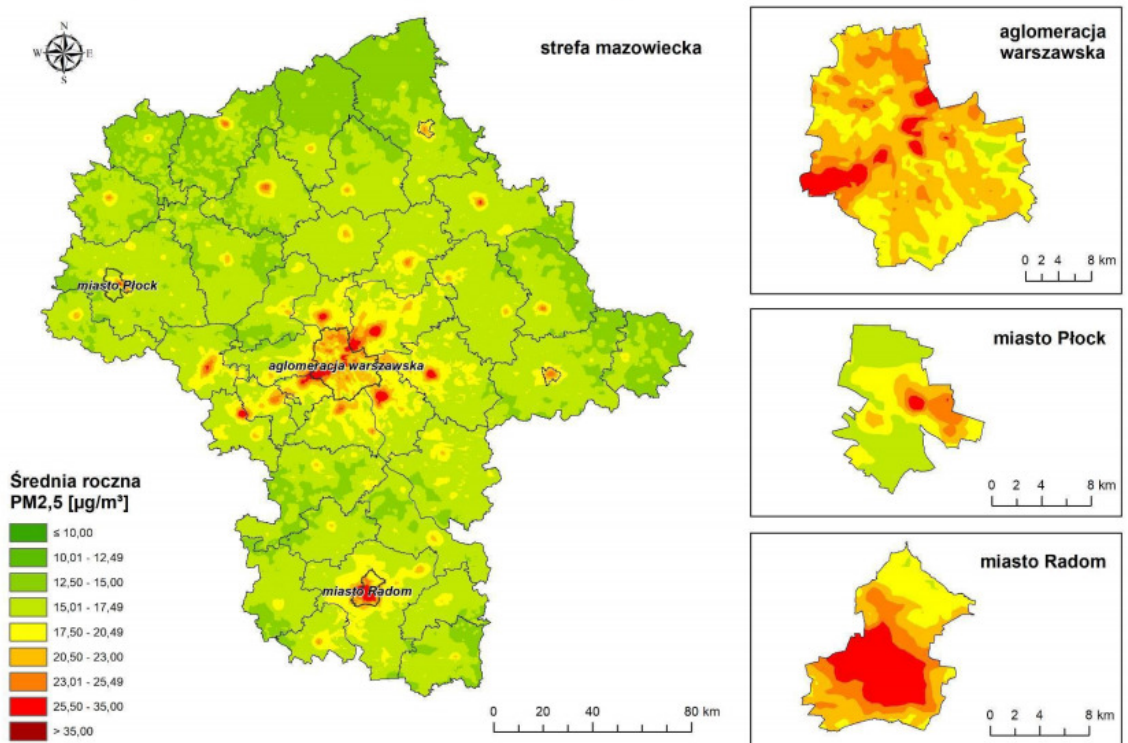 N
W
E
S
strefa mazowiecka
miasto Płock
aglomeracja warszawska
miasto Radom
Średnia roczna
PM2,5 [µg/m³]
≤ 10,00
10,01 - 12,49
12,50 - 15,00
15,01 - 17,49
17,50 - 20,49
20,50 - 23,00
23,01 - 25,49
25,50 - 35,00
> 35,00
0 20 40 80 km
aglomeracja
warszawska
0 2 4 8 km
miasto Płock
0 2 4 8 km
miasto Radom
0 2 4 8 km